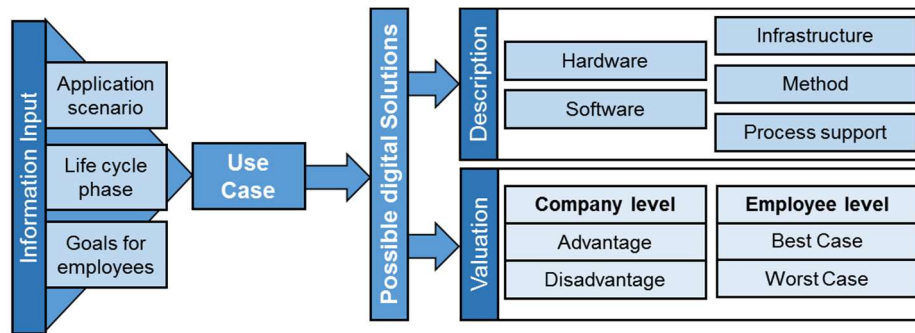 Information Input
Application
scenario
Life cycle
phase
Goals for
employees
Use
Case
Possible digital Solutions
Description
Hardware
Software
Infrastructure
Method
Process support
Valuation
Company level
Advantage
Disadvantage
Employee level
Best Case
Worst Case